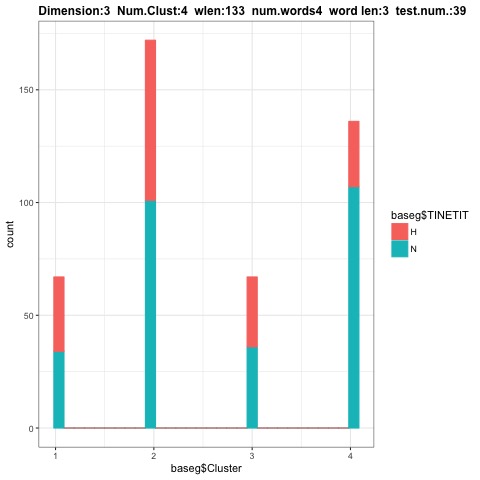 Dimension:3  Num.Clust:4  wlen:133  num.words4  word len:3  test.num.:39
150
100
50
0
count
1 2 3 4
baseg$Cluster
baseg$TINETIT
H
N